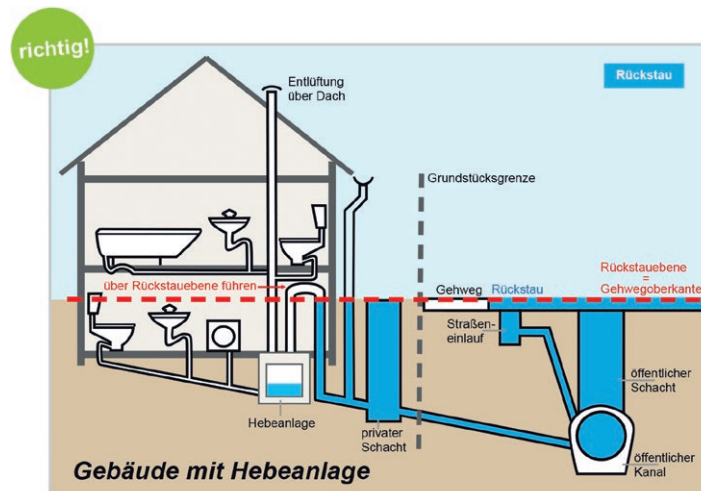 richtig!
Rückstau
Entlüftung
über Dach
Grundstücksgrenze
über Rückstauebene führen
Gehweg
Rückstau
Rückstauebene
=
Gehwegoberkante
Straßen-
einlauf
öffentlicher
Schacht
Hebeanlage
privater
Schacht
öffentlicher
Kanal
Gebäude mit Hebeanlage